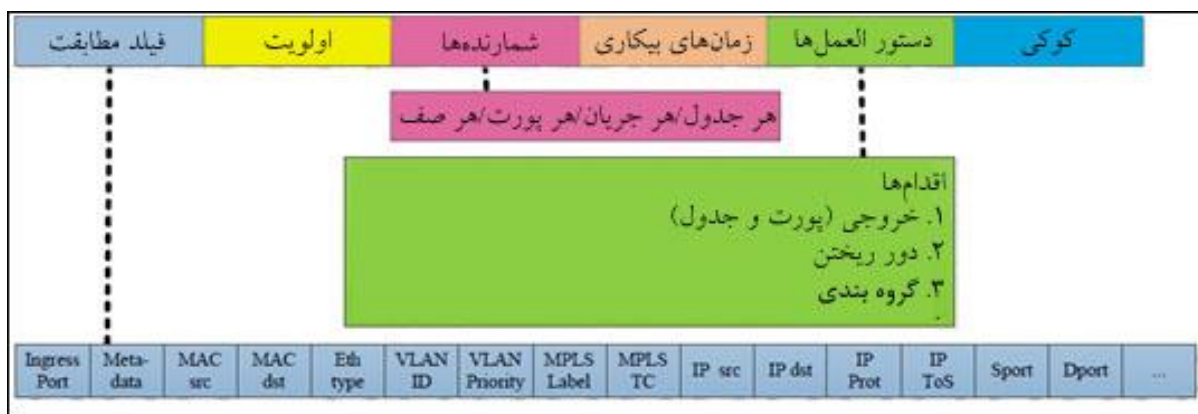 فیلد مطابقت
اولویت
شمارنده‌ها
زمان‌های بیکاری
دستور العمل‌ها
کوکی
هر جدول/هر جریان/هر پورت/هر صف
اقدام‌ها
۱. خروجی (پورت و جدول)
۲. دور ریختن
۳. گروه بندی
.
Ingress
Port
Meta-
data
MAC
src
MAC
dst
Eth
type
VLAN
ID
VLAN
Priority
MPLS
Label
MPLS
TC
IP src
IP dst
IP
Prot
IP
ToS
Sport
Dport
...